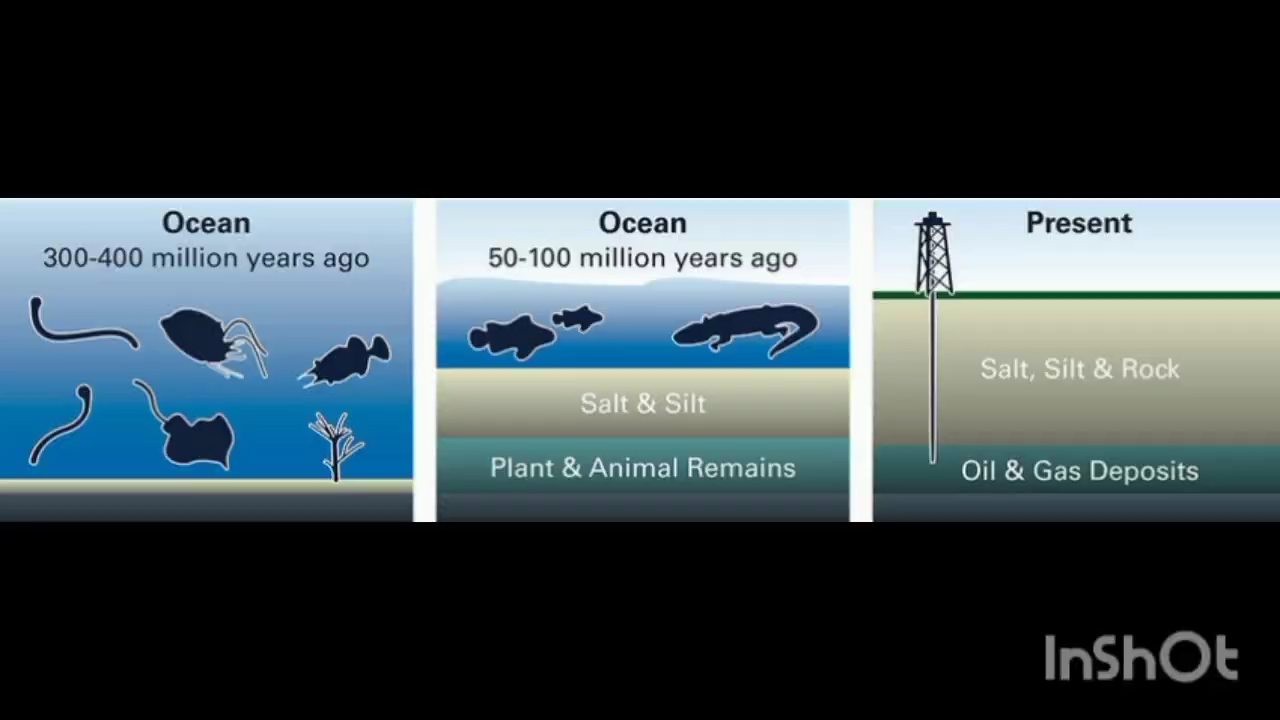 Ocean
300-400 million years ago
Ocean
50-100 million years ago
Salt & Silt
Plant & Animal Remains
Present
Salt, Silt & Rock
Oil & Gas Deposits
InShOt